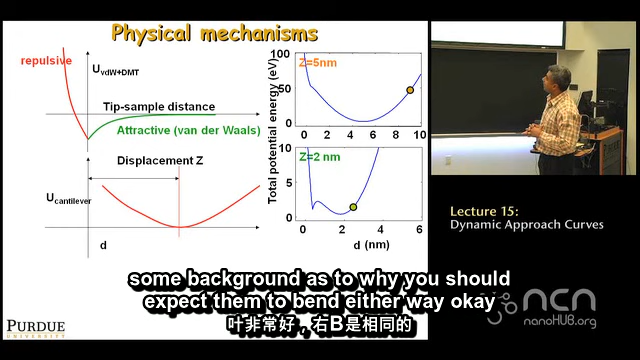 Physical mechanisms
repulsive
UvdW+DMT
Tip-sample distance
Attractive (van der Waals)
Displacement Z
Ucantilever
d
Total potential energy (eV)
Z=5nm
100
50
0
0 2 4 6 8 10
Z=2 nm
10
5
0
0 2 4 6
d (nm)
Lecture 15:
Dynamic Approach Curves
some background as to why you should
expect them to bend either way okay
叶非常好，右B是相同的
PURDUE
UNIVERSITY
ncn
nanoHUB.org